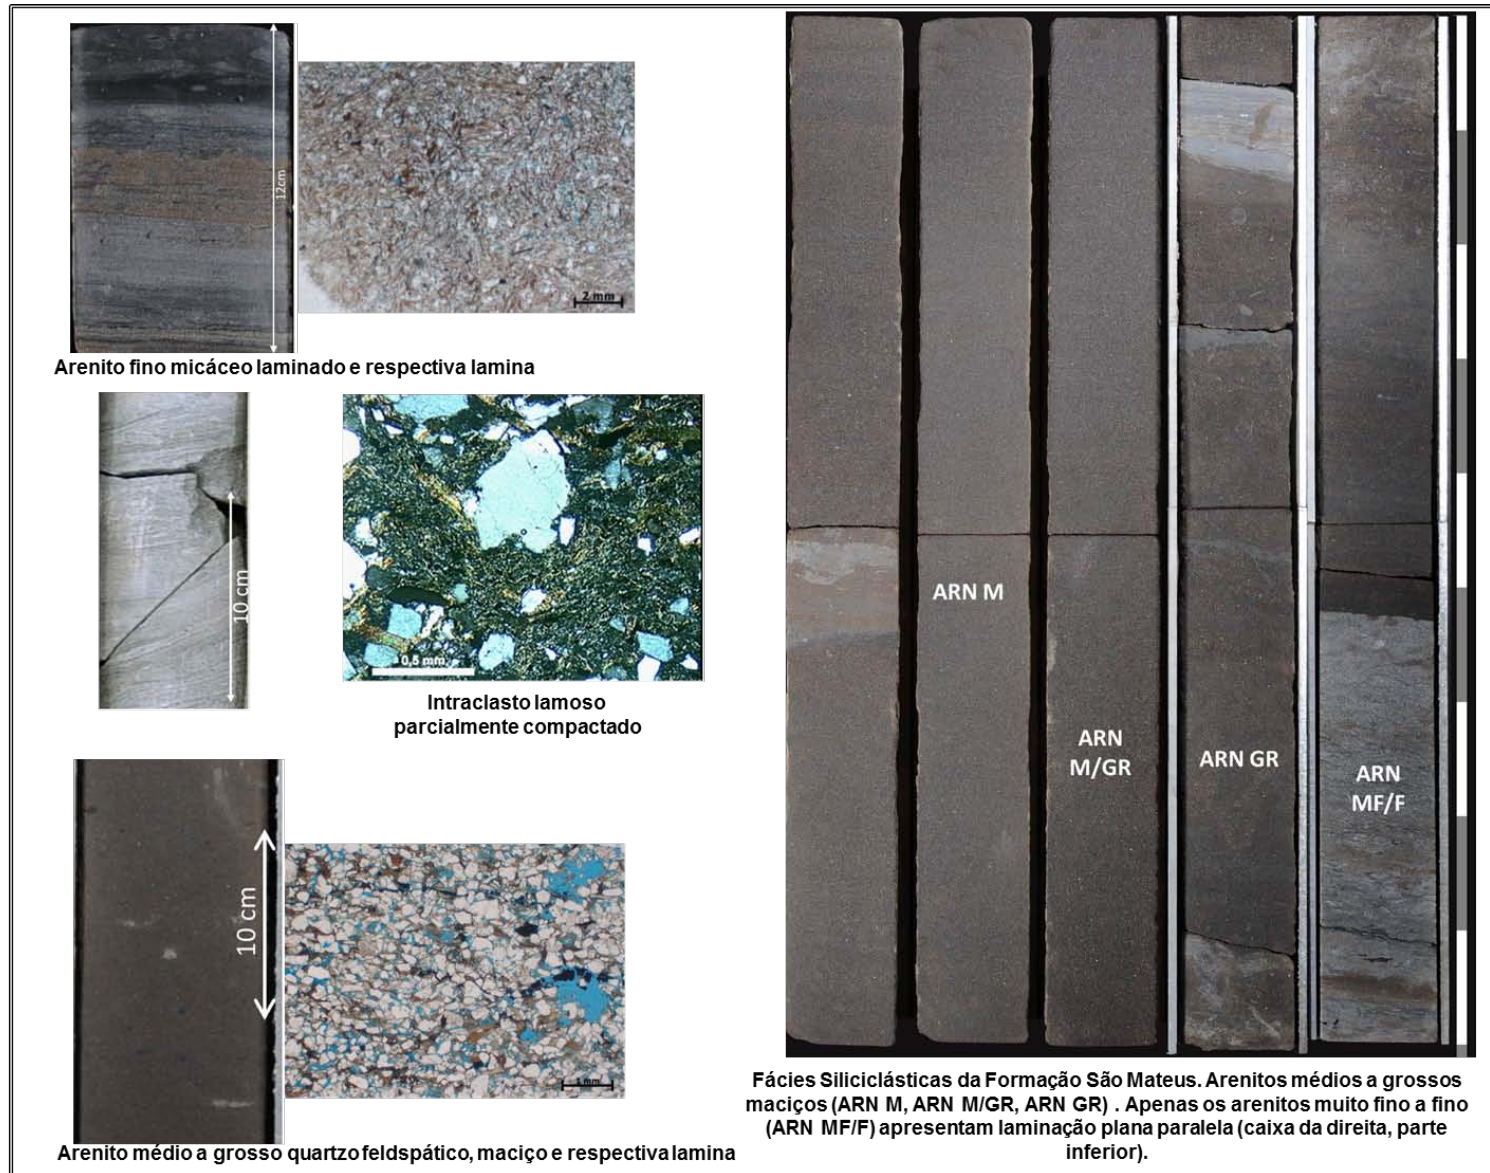 12cm
2 mm
Arenito fino micáceo laminado e respectiva lamina
10 cm
0,5 mm
Intraclasto lamoso
parcialmente compactado
10 cm
1 mm
Arenito médio a grosso quartzo feldspático, maciço e respectiva lamina
ARN M
ARN
M/GR
ARN GR
ARN
MF/F
Fácies Siliciclásticas da Formação São Mateus. Arenitos médios a grossos
maciços (ARN M, ARN M/GR, ARN GR) . Apenas os arenitos muito fino a fino
(ARN MF/F) apresentam laminação plana paralela (caixa da direita, parte
inferior).